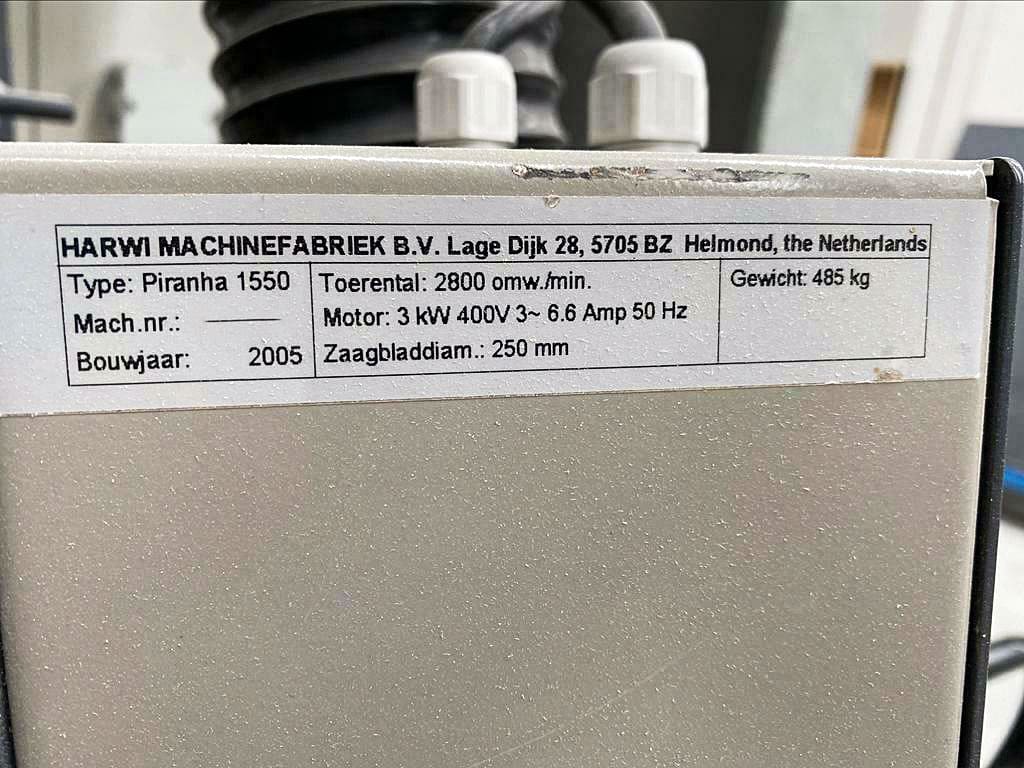 HARWI MACHINEFABRIEK B.V. Lage Dijk 28, 5705 BZ Helmond, the Netherlands
Type: Piranha 1550
Mach.nr.:
Bouwjaar: 2005
Toerental: 2800 omw./min.
Motor: 3 kW 400V 3~ 6.6 Amp 50 Hz
Zaagbladdiam.: 250 mm
Gewicht: 485 kg